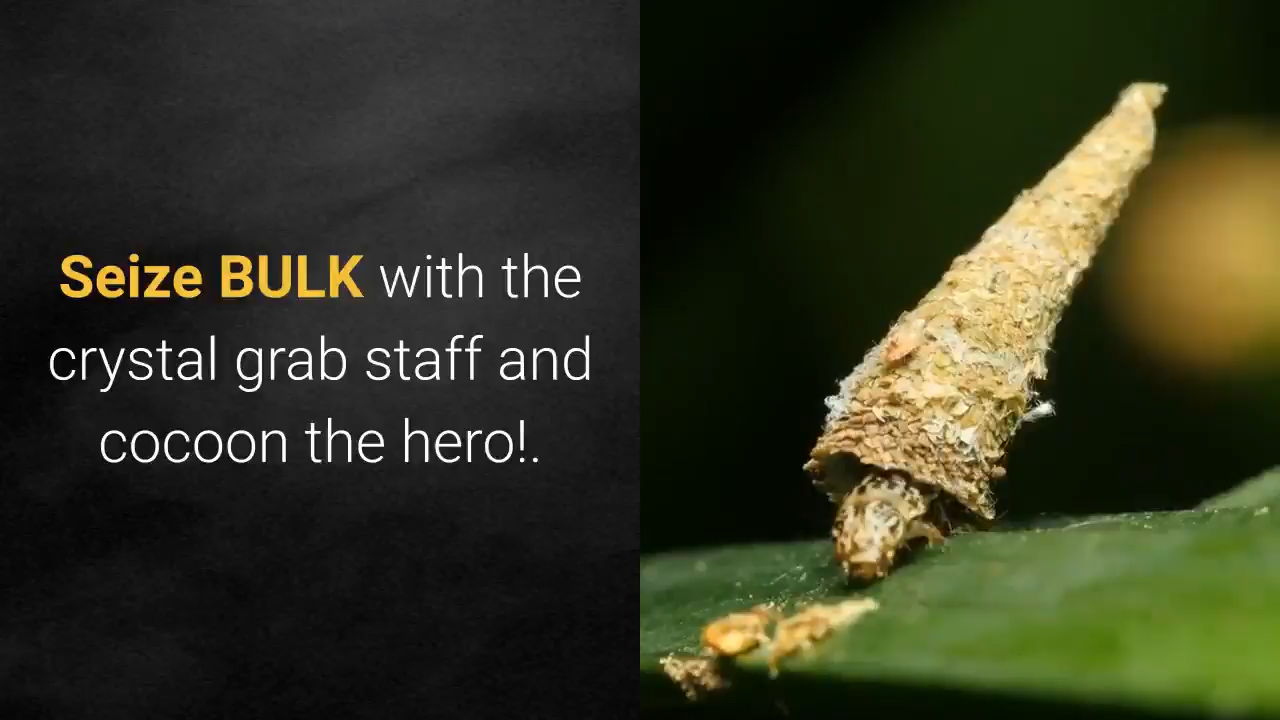 Seize BULK with the
crystal grab staff and
cocoon the hero!.